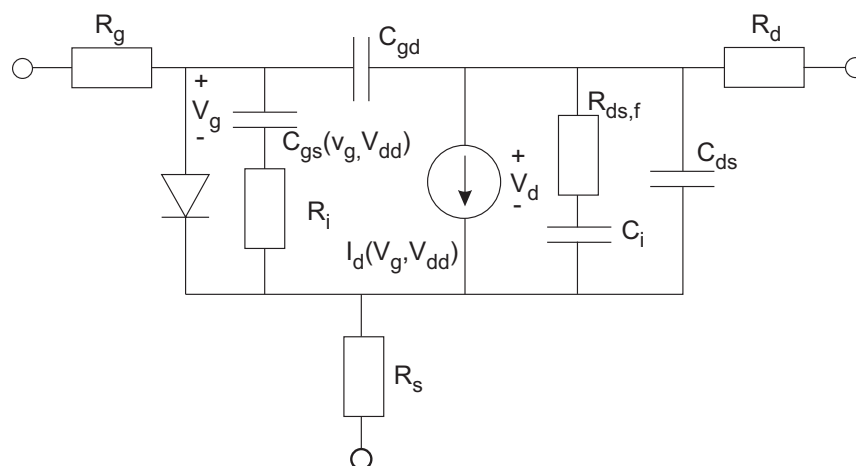 R_g
C_gd
R_d
+
V_g
-
C_gs(v_g,V_dd)
R_i
I_d(V_g,V_dd)
+
V_d
-
R_ds,f
C_i
C_ds
R_s